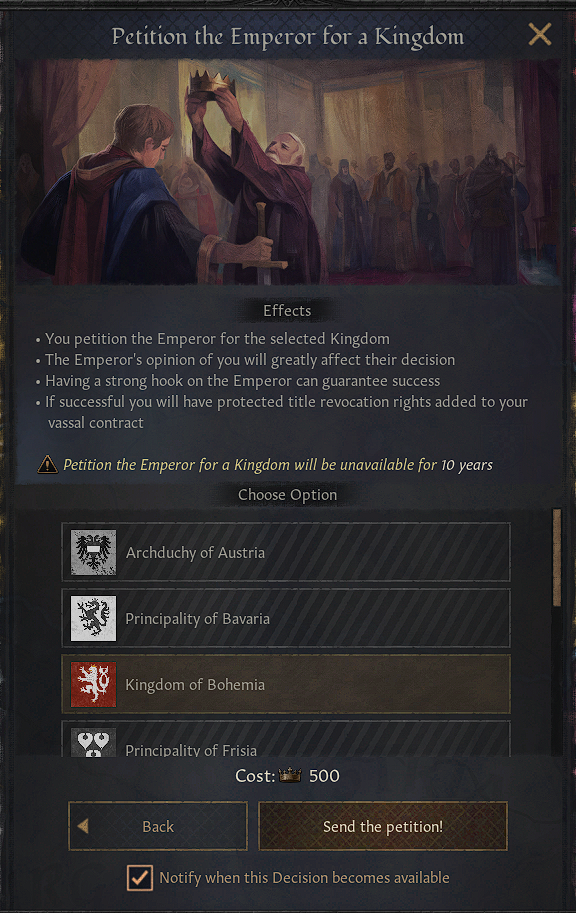 Petition the Emperor for a Kingdom
Effects
• You petition the Emperor for the selected Kingdom
• The Emperor's opinion of you will greatly affect their decision
• Having a strong hook on the Emperor can guarantee success
• If successful you will have protected title revocation rights added to your
vassal contract
Petition the Emperor for a Kingdom will be unavailable for 10 years
Choose Option
Archduchy of Austria
Principality of Bavaria
Kingdom of Bohemia
Principality of Frisia
Cost: 500
Back
Send the petition!
Notify when this Decision becomes available